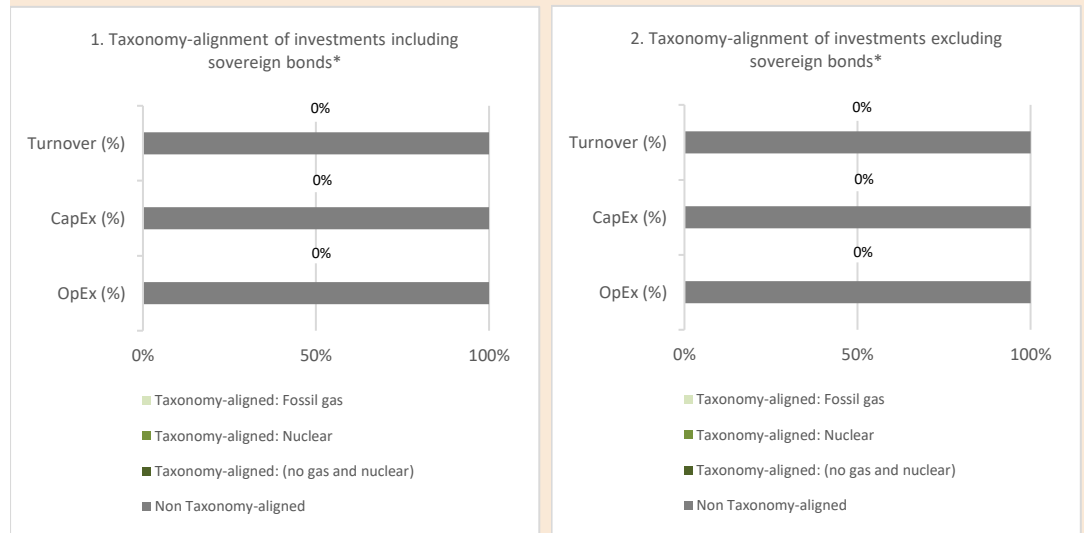 1. Taxonomy-alignment of investments including
sovereign bonds*
0%
Turnover (%)
0%
CapEx (%)
0%
OpEx (%)
0% 50% 100%
Taxonomy-aligned: Fossil gas
Taxonomy-aligned: Nuclear
Taxonomy-aligned: (no gas and nuclear)
Non Taxonomy-aligned
2. Taxonomy-alignment of investments excluding
sovereign bonds*
0%
Turnover (%)
0%
CapEx (%)
0%
OpEx (%)
0% 50% 100%
Taxonomy-aligned: Fossil gas
Taxonomy-aligned: Nuclear
Taxonomy-aligned: (no gas and nuclear)
Non Taxonomy-aligned